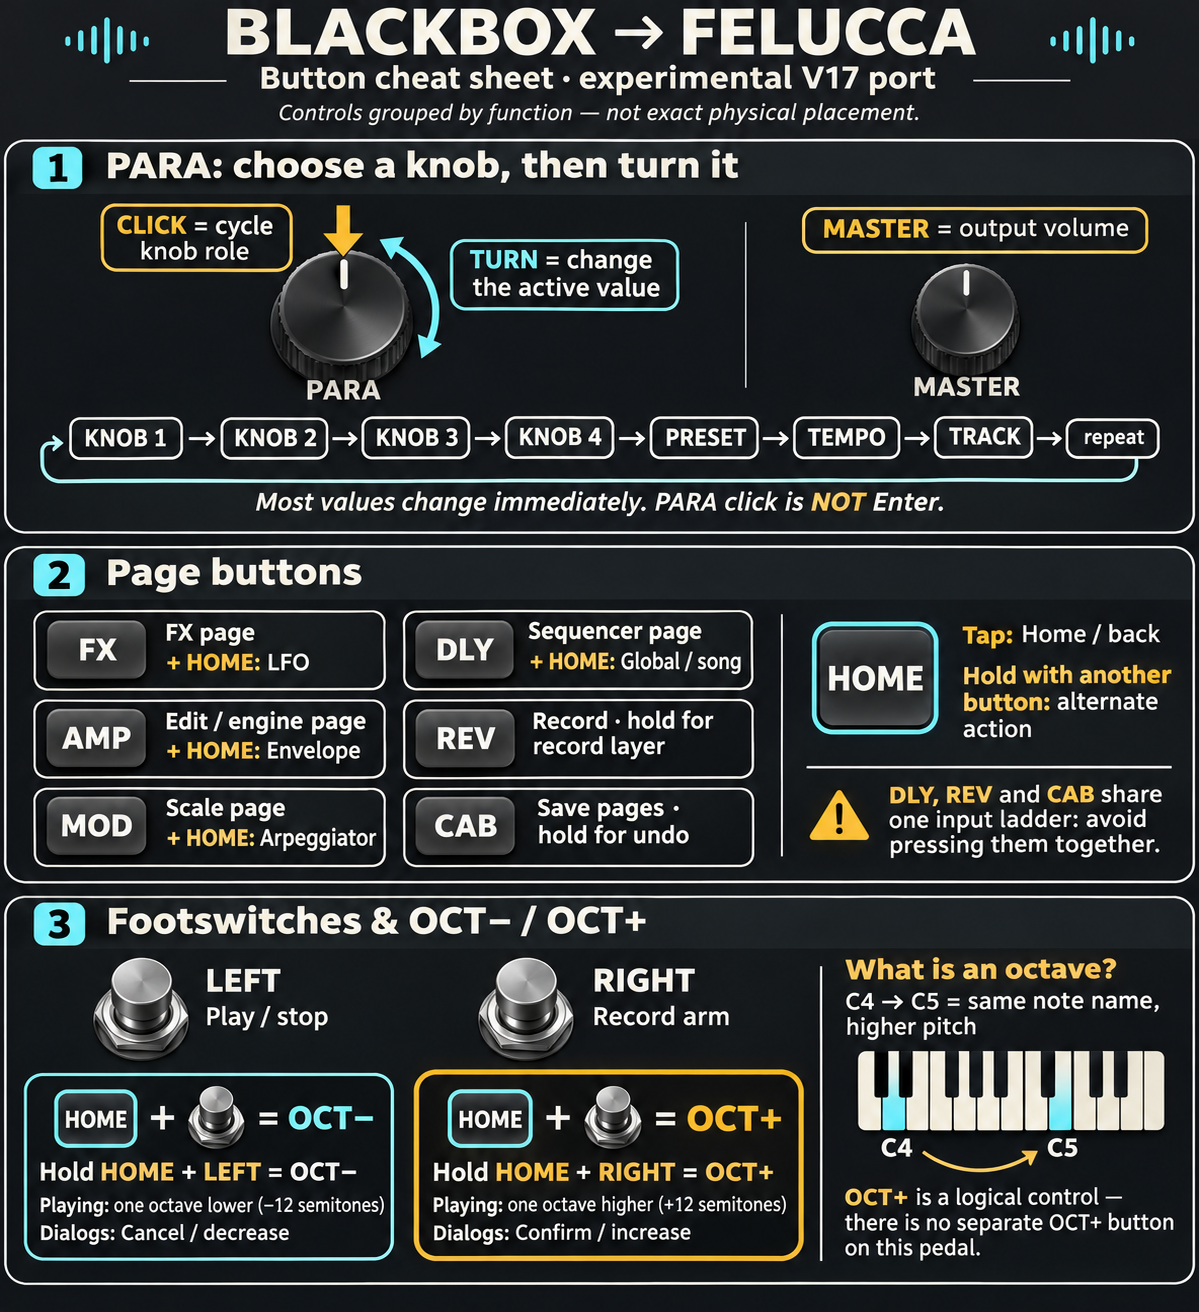 BLACKBOX → FELUCCA
Button cheat sheet · experimental V17 port
Controls grouped by function — not exact physical placement.
1 PARA: choose a knob, then turn it
CLICK = cycle
knob role
TURN = change
the active value
PARA
MASTER = output volume
MASTER
KNOB 1 → KNOB 2 → KNOB 3 → KNOB 4 → PRESET → TEMPO → TRACK → repeat
Most values change immediately. PARA click is NOT Enter.
2 Page buttons
FX
FX page
+ HOME: LFO
DLY
Sequencer page
+ HOME: Global / song
AMP
Edit / engine page
+ HOME: Envelope
REV
Record · hold for
record layer
MOD
Scale page
+ HOME: Arpeggiator
CAB
Save pages ·
hold for undo
HOME
Tap: Home / back
Hold with another
button: alternate
action
DLY, REV and CAB share
one input ladder: avoid
pressing them together.
3 Footswitches & OCT− / OCT+
LEFT
Play / stop
HOME + = OCT−
Hold HOME + LEFT = OCT−
Playing: one octave lower (−12 semitones)
Dialogs: Cancel / decrease
RIGHT
Record arm
HOME + = OCT+
Hold HOME + RIGHT = OCT+
Playing: one octave higher (+12 semitones)
Dialogs: Confirm / increase
What is an octave?
C4 → C5 = same note name,
higher pitch
C4 C5
OCT+ is a logical control —
there is no separate OCT+ button
on this pedal.